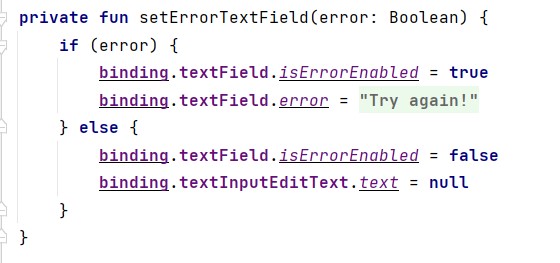 private fun setErrorTextField(error: Boolean) {
    if (error) {
        binding.textField.isErrorEnabled = true
        binding.textField.error = "Try again!"
    } else {
        binding.textField.isErrorEnabled = false
        binding.textInputEditText.text = null
    }
}